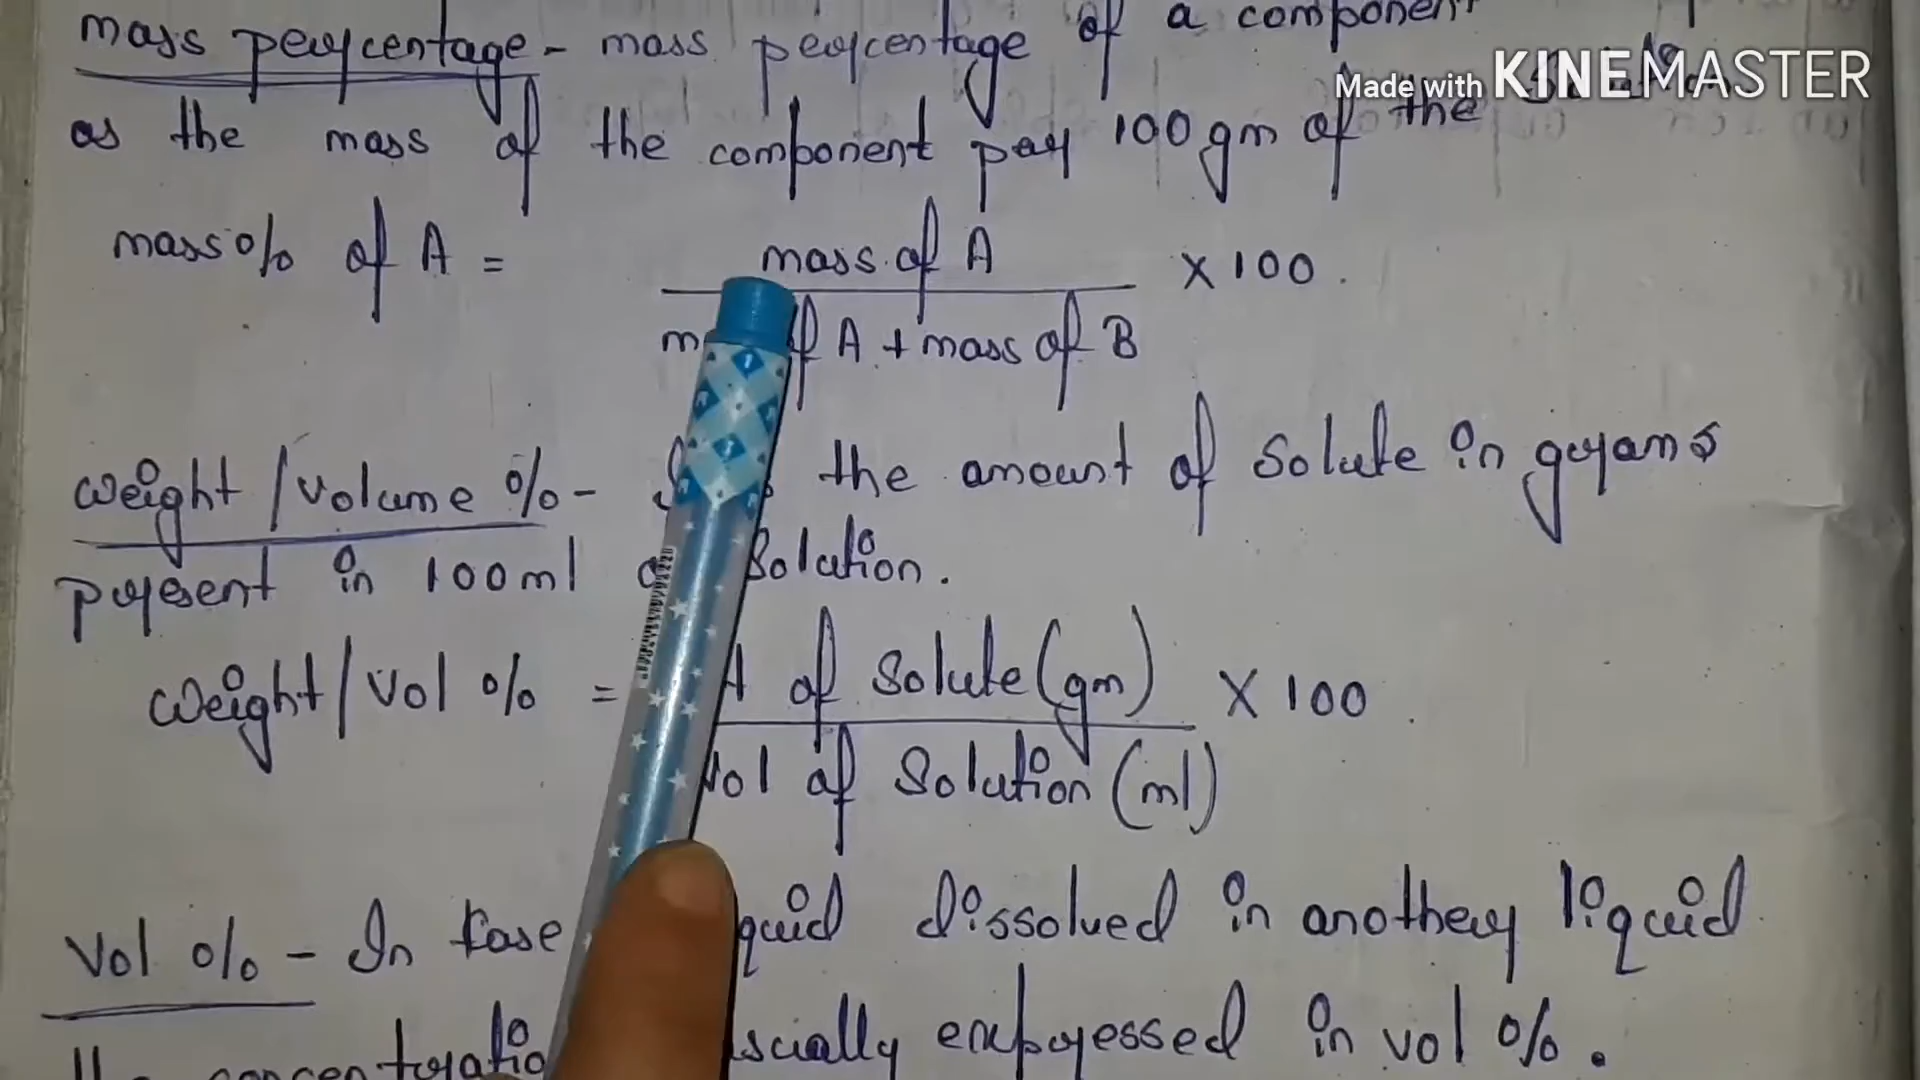 mass percentage - mass percentage of a component
Made with KINEMASTER
as the mass of the component per 100 gm of the
mass % of A = mass of A × 100.
of A + mass of B
weight / volume % - the amount of solute in grams
present in 100 ml solution.
weight / vol % = of solute (gm) × 100.
vol of solution (ml)
vol % - In case dissolved in another liquid
expressed in vol %.